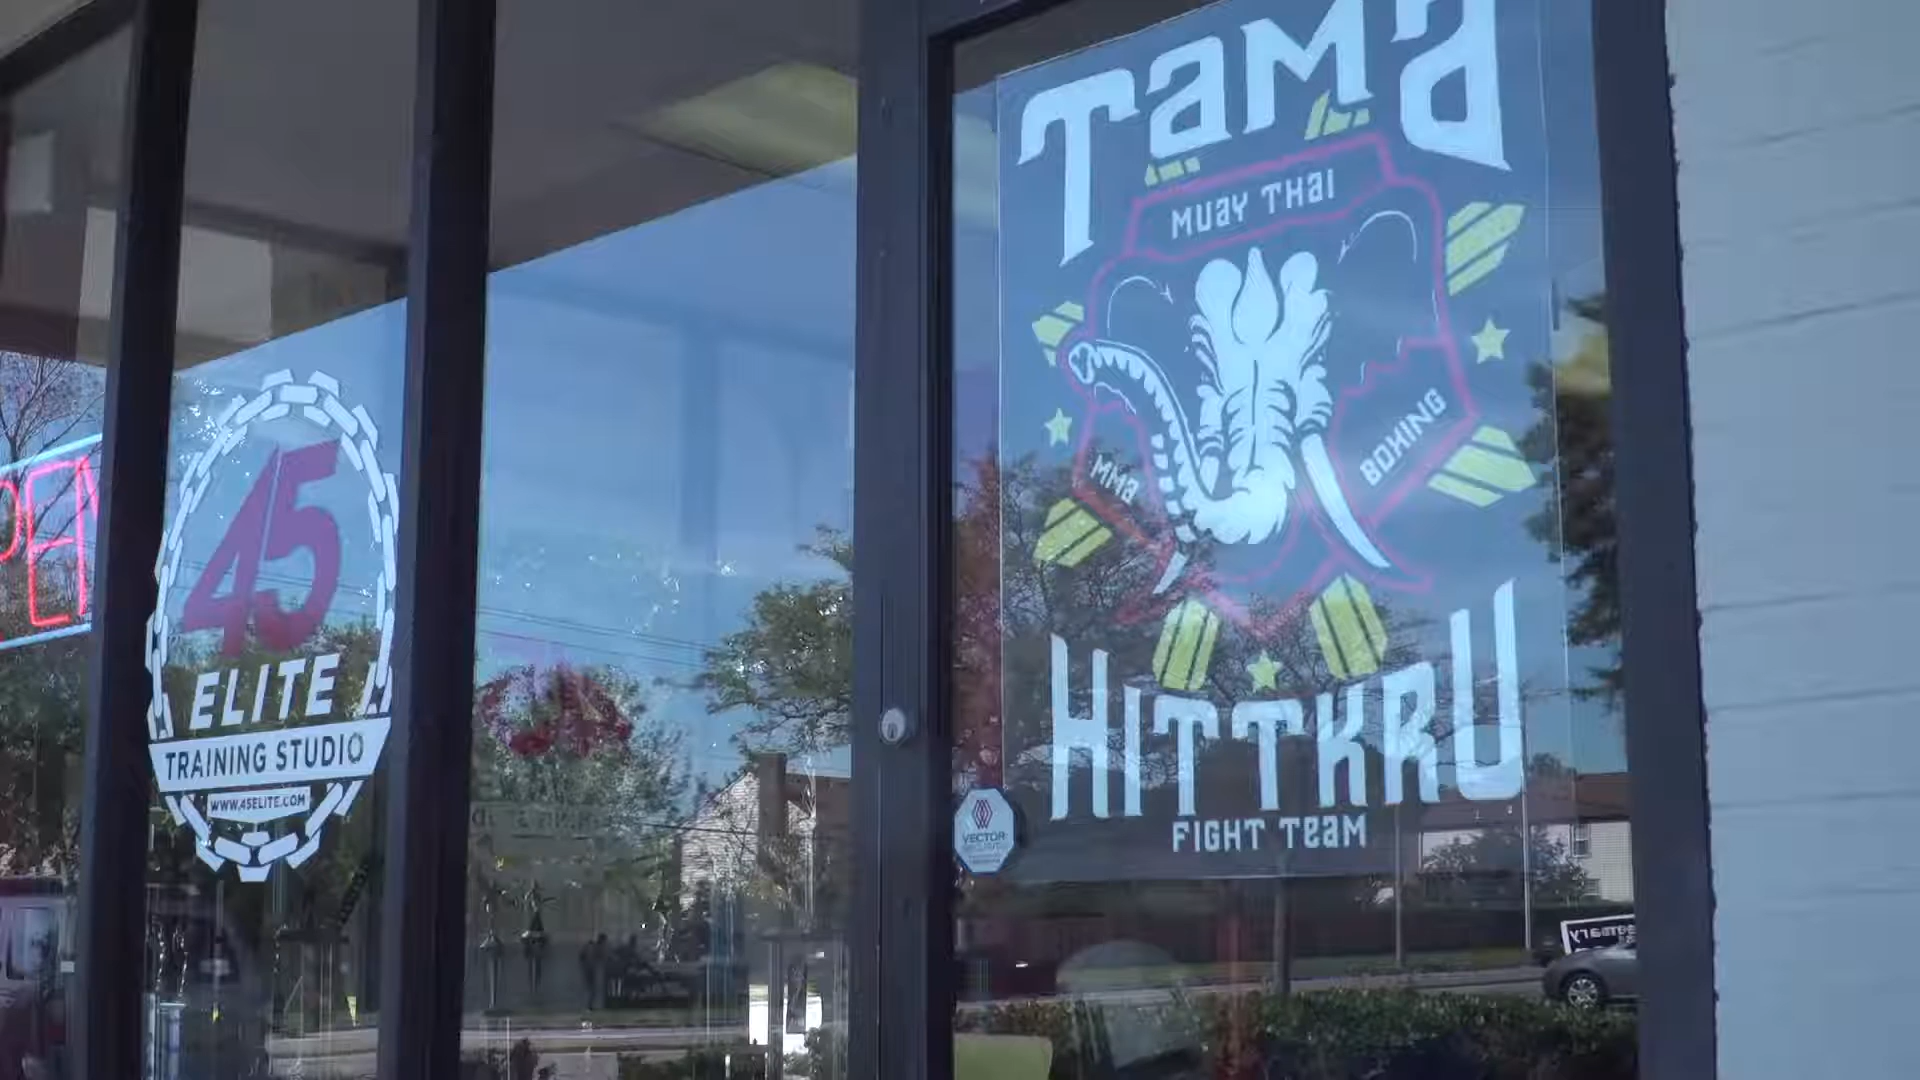 45
ELITE
TRAINING STUDIO
WWW.45ELITE.COM
Tama
MUAY THAI
MMA
BOXING
HITTKRU
FIGHT TEAM
VECTOR